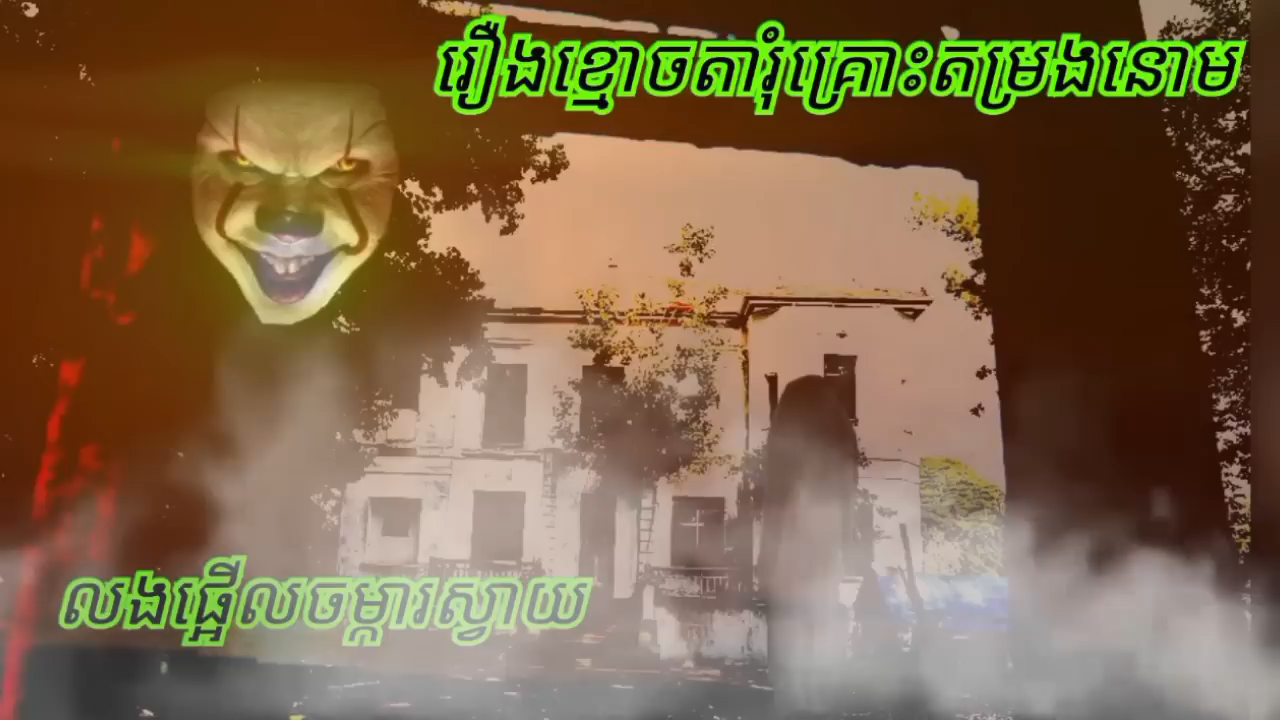 រឿងខ្មោចតារុំគ្រោះតម្រងនោម
លងផ្អើលចម្ការស្វាយ